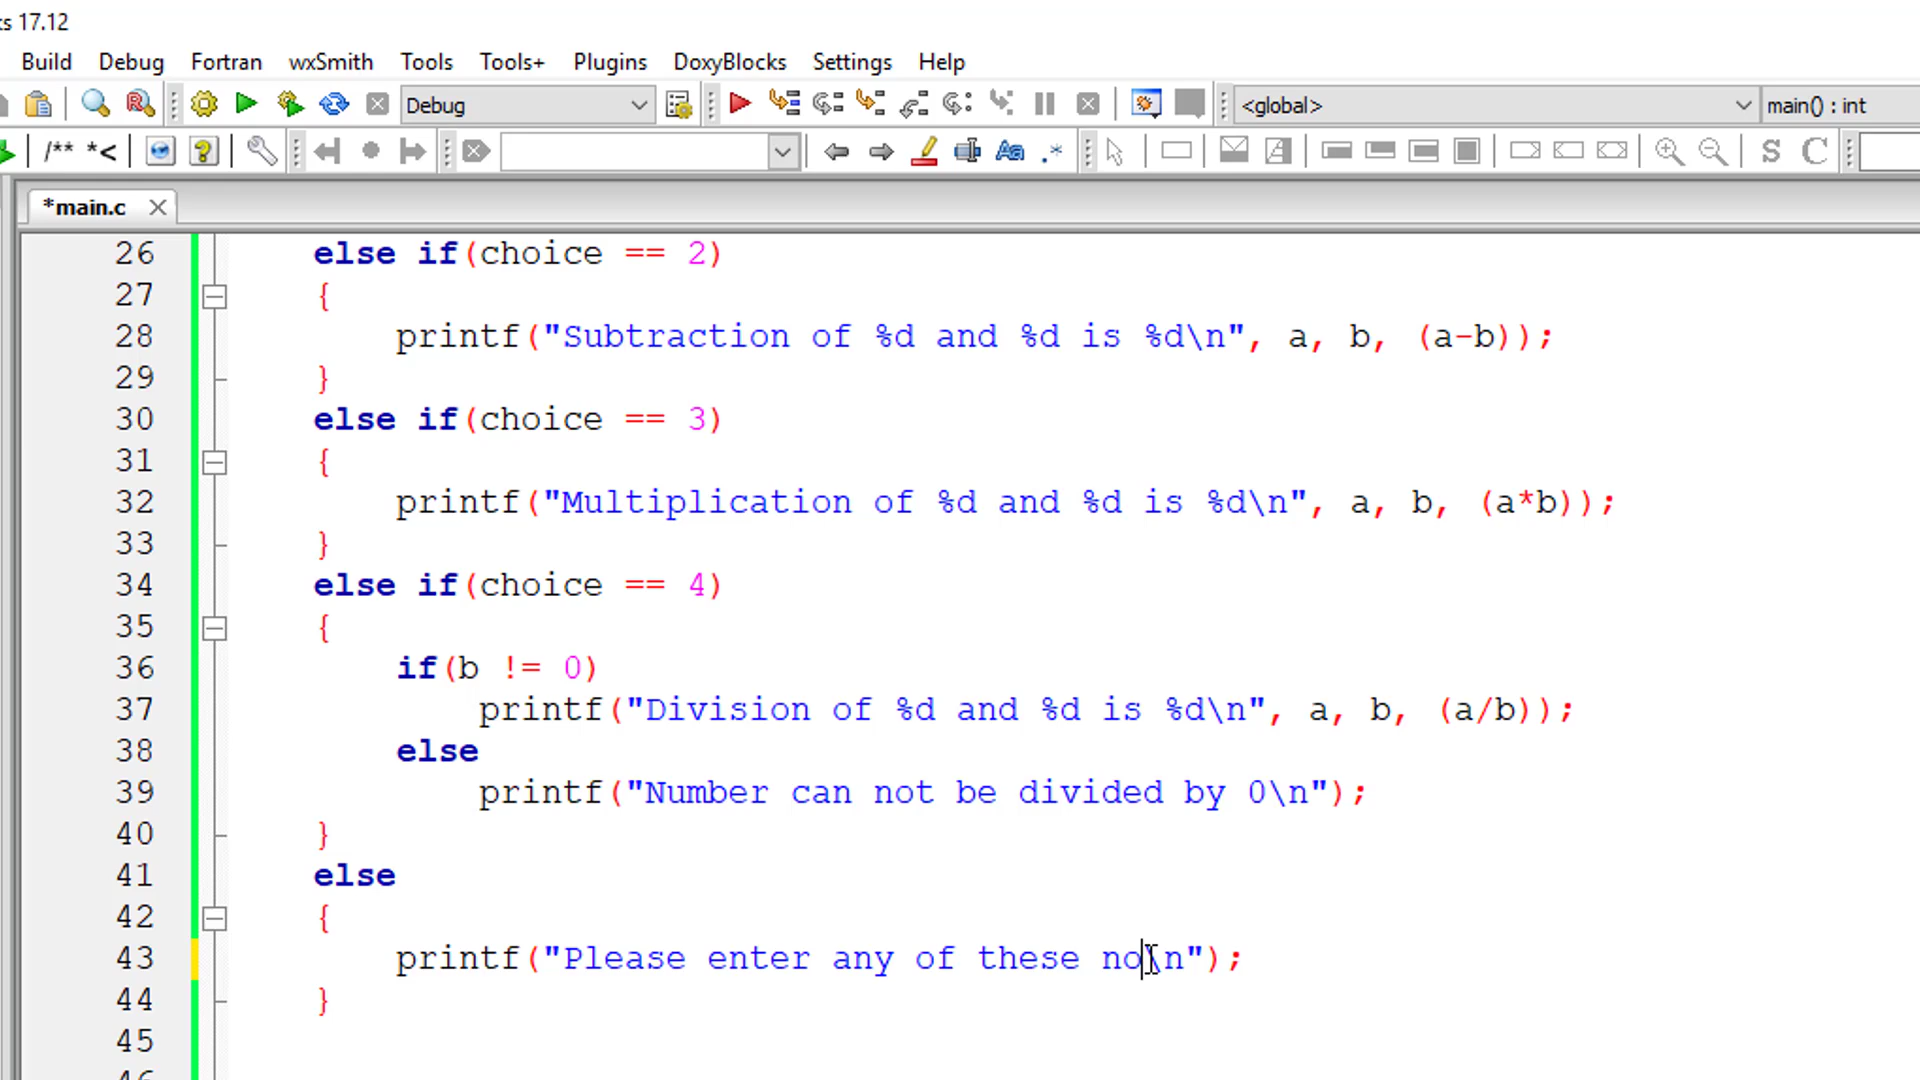 ks 17.12
Build Debug Fortran wxSmith Tools Tools+ Plugins DoxyBlocks Settings Help
Debug <global> main() : int
/** *< Aa .* S C
*main.c
26 else if(choice == 2)
27 {
28 printf("Subtraction of %d and %d is %d\n", a, b, (a-b));
29 }
30 else if(choice == 3)
31 {
32 printf("Multiplication of %d and %d is %d\n", a, b, (a*b));
33 }
34 else if(choice == 4)
35 {
36 if(b != 0)
37 printf("Division of %d and %d is %d\n", a, b, (a/b));
38 else
39 printf("Number can not be divided by 0\n");
40 }
41 else
42 {
43 printf("Please enter any of these no\n");
44 }
45
46